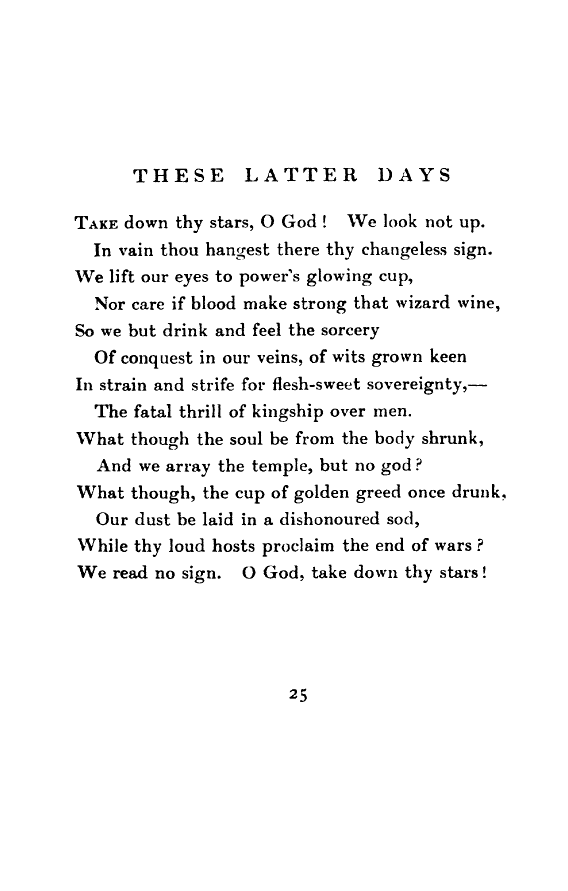 THESE LATTER DAYS
TAKE down thy stars, O God! We look not up.
In vain thou hangest there thy changeless sign.
We lift our eyes to power's glowing cup,
Nor care if blood make strong that wizard wine,
So we but drink and feel the sorcery
Of conquest in our veins, of wits grown keen
In strain and strife for flesh-sweet sovereignty,—
The fatal thrill of kingship over men.
What though the soul be from the body shrunk,
And we array the temple, but no god?
What though, the cup of golden greed once drunk,
Our dust be laid in a dishonoured sod,
While thy loud hosts proclaim the end of wars?
We read no sign. O God, take down thy stars!
25